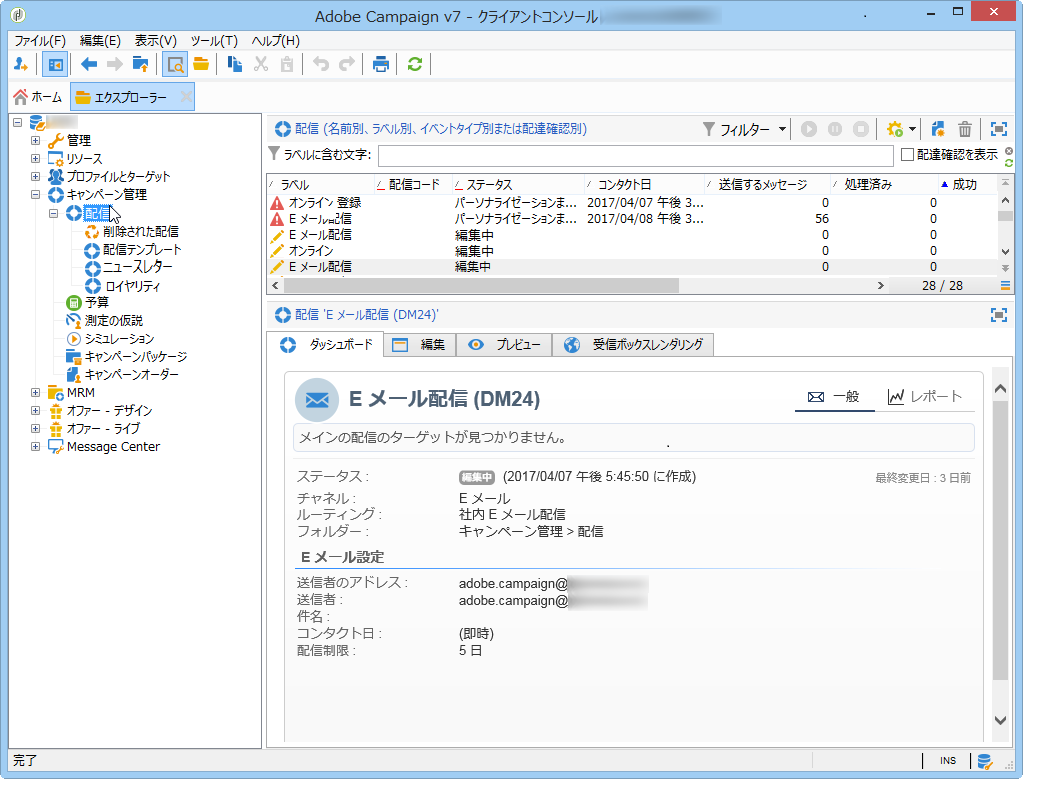 Adobe Campaign v7 - クライアントコンソール
ファイル(F) 編集(E) 表示(V) ツール(T) ヘルプ(H)
ホーム エクスプローラー
管理
リソース
プロファイルとターゲット
キャンペーン管理
配信
削除された配信
配信テンプレート
ニュースレター
ロイヤリティ
予算
測定の仮説
シミュレーション
キャンペーンパッケージ
キャンペーンオーダー
MRM
オファー - デザイン
オファー - ライブ
Message Center
配信 (名前別、ラベル別、イベントタイプ別または配達確認別) フィルター
ラベルに含む文字: 配達確認を表示
ラベル 配信コード ステータス コンタクト日 送信するメッセージ 処理済み 成功
オンライン 登録 パーソナライゼーションま... 2017/04/07 午後 3... 0 0
E メール配信 パーソナライゼーションま... 2017/04/08 午後 3... 56 0
E メール配信 編集中 0 0
オンライン 編集中 0 0
E メール配信 編集中 0 0
28 / 28
配信 'E メール配信 (DM24)'
ダッシュボード 編集 プレビュー 受信ボックスレンダリング
E メール配信 (DM24) 一般 レポート
メインの配信のターゲットが見つかりません。
ステータス : 編集中 (2017/04/07 午後 5:45:50 に作成) 最終変更日 : 3 日前
チャネル : E メール
ルーティング : 社内 E メール配信
フォルダー : キャンペーン管理 > 配信
E メール設定
送信者のアドレス : adobe.campaign@
送信者 : adobe.campaign@
件名 :
コンタクト日 : (即時)
配信制限 : 5 日
完了 INS